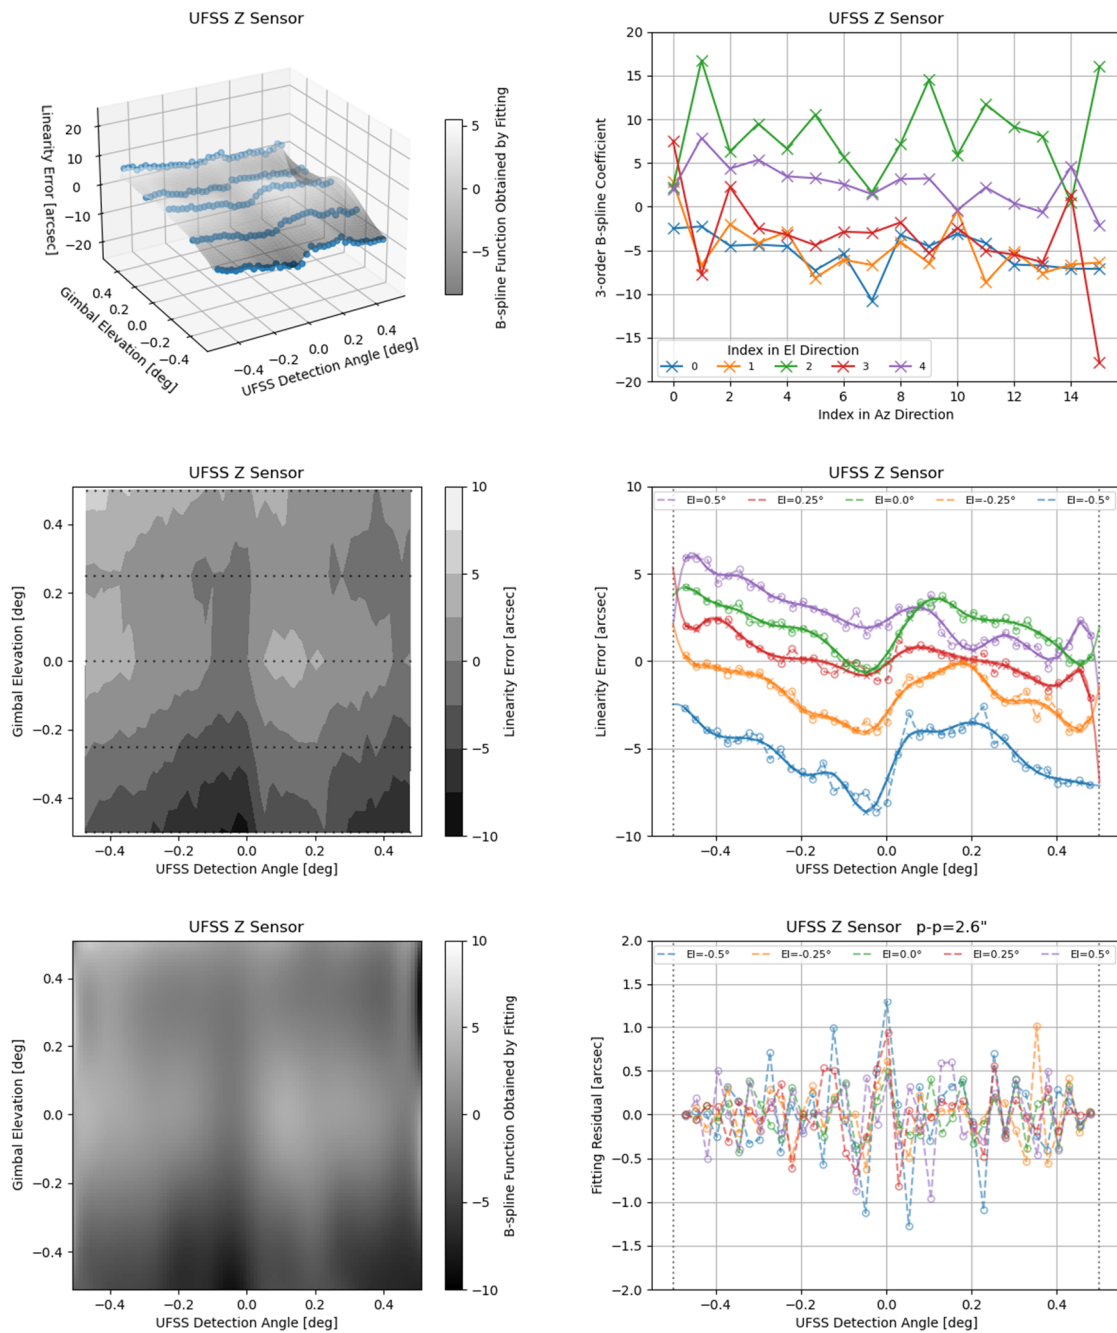 UFSS Z Sensor
Linearity Error [arcsec]
20
10
0
−10
−20
Gimbal Elevation [deg]
0.4
0.2
0.0
−0.2
−0.4
UFSS Detection Angle [deg]
−0.4
−0.2
0.0
0.2
0.4
5
0
−5
B-spline Function Obtained by Fitting
UFSS Z Sensor
3-order B-spline Coefficient
20
15
10
5
0
−5
−10
−15
−20
Index in El Direction
0 1 2 3 4
0 2 4 6 8 10 12 14
Index in Az Direction
UFSS Z Sensor
Gimbal Elevation [deg]
0.4
0.2
0.0
−0.2
−0.4
−0.4 −0.2 0.0 0.2 0.4
UFSS Detection Angle [deg]
10
5
0
−5
−10
Linearity Error [arcsec]
UFSS Z Sensor
Linearity Error [arcsec]
10
5
0
−5
−10
El=0.5° El=0.25° El=0.0° El=-0.25° El=-0.5°
−0.4 −0.2 0.0 0.2 0.4
UFSS Detection Angle [deg]
UFSS Z Sensor
Gimbal Elevation [deg]
0.4
0.2
0.0
−0.2
−0.4
−0.4 −0.2 0.0 0.2 0.4
UFSS Detection Angle [deg]
10
5
0
−5
−10
B-spline Function Obtained by Fitting
UFSS Z Sensor p-p=2.6"
Fitting Residual [arcsec]
2.0
1.5
1.0
0.5
0.0
−0.5
−1.0
−1.5
−2.0
El=-0.5° El=-0.25° El=0.0° El=0.25° El=0.5°
−0.4 −0.2 0.0 0.2 0.4
UFSS Detection Angle [deg]